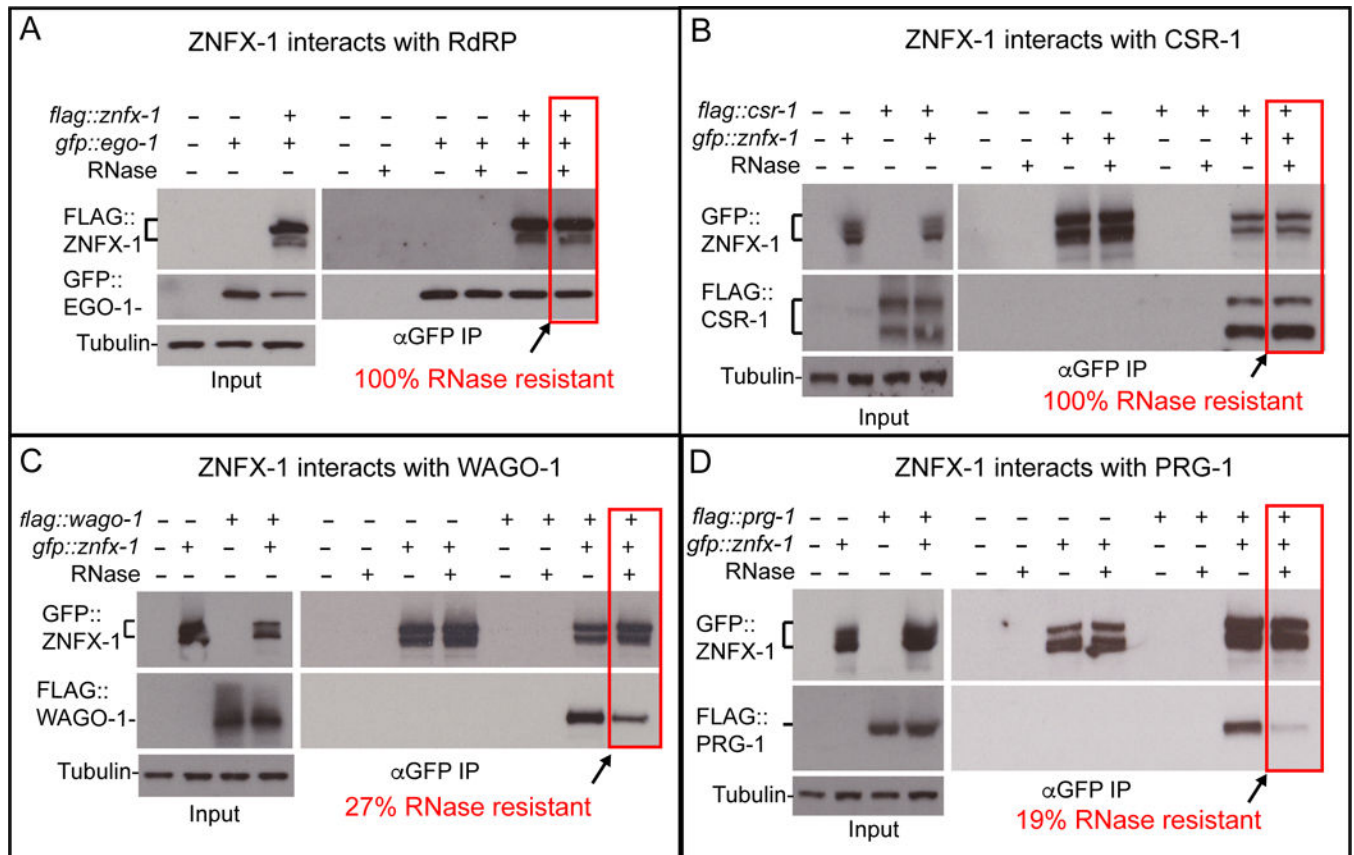 A
ZNFX-1 interacts with RdRP
flag::znfx-1 – – + – – – – + +
gfp::ego-1 – + + – – + + + +
RNase – – – – + – + – +
FLAG::
ZNFX-1
GFP::
EGO-1-
Tubulin-
Input
αGFP IP
100% RNase resistant
B
ZNFX-1 interacts with CSR-1
flag::csr-1 – – + + – – – – + + + +
gfp::znfx-1 – + – + – – + + – – + +
RNase – – – – – + – + – + – +
GFP::
ZNFX-1
FLAG::
CSR-1
Tubulin-
Input
αGFP IP
100% RNase resistant
C
ZNFX-1 interacts with WAGO-1
flag::wago-1 – – + + – – – – + + + +
gfp::znfx-1 – + – + – – + + – – + +
RNase – – – – – + – + – + – +
GFP::
ZNFX-1
FLAG::
WAGO-1-
Tubulin-
Input
αGFP IP
27% RNase resistant
D
ZNFX-1 interacts with PRG-1
flag::prg-1 – – + + – – – – + + + +
gfp::znfx-1 – + – + – – + + – – + +
RNase – – – – – + – + – + – +
GFP::
ZNFX-1
FLAG::
PRG-1
Tubulin-
Input
αGFP IP
19% RNase resistant